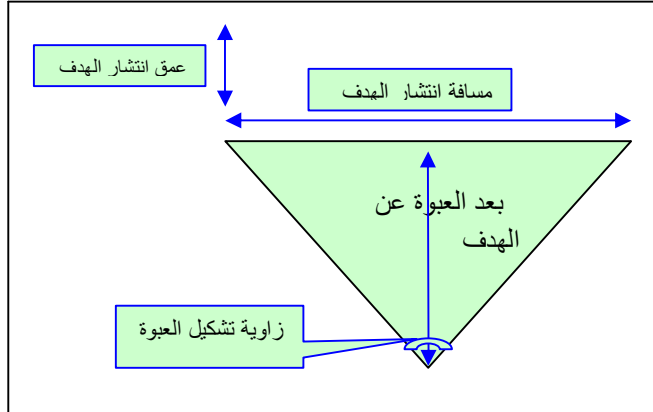 عمق انتشار الهدف
مسافة انتشار الهدف
بعد العبوة عن
الهدف
زاوية تشكيل العبوة